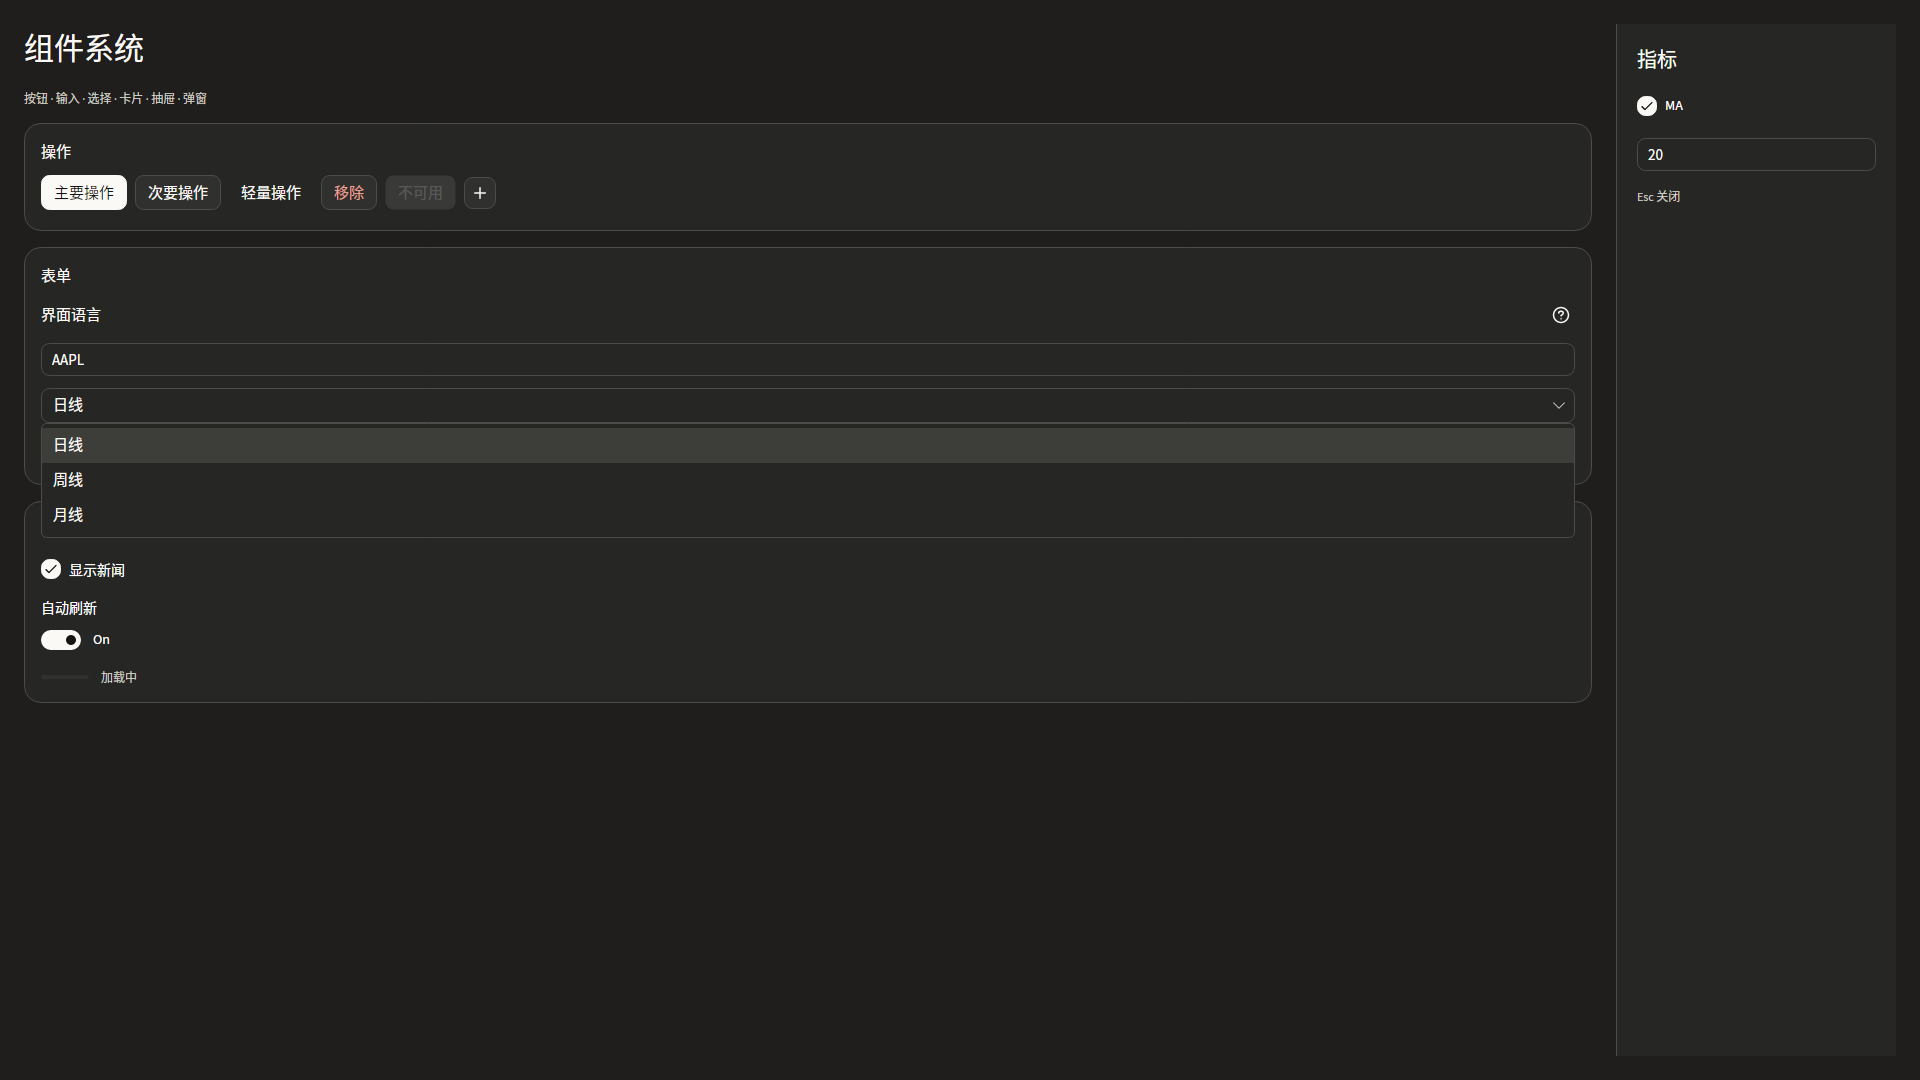 组件系统
按钮 · 输入 · 选择 · 卡片 · 抽屉 · 弹窗
操作
主要操作 次要操作 轻量操作 移除 不可用
表单
界面语言
AAPL
日线
日线
周线
月线
显示新闻
自动刷新
On
加载中
指标
MA
20
Esc 关闭